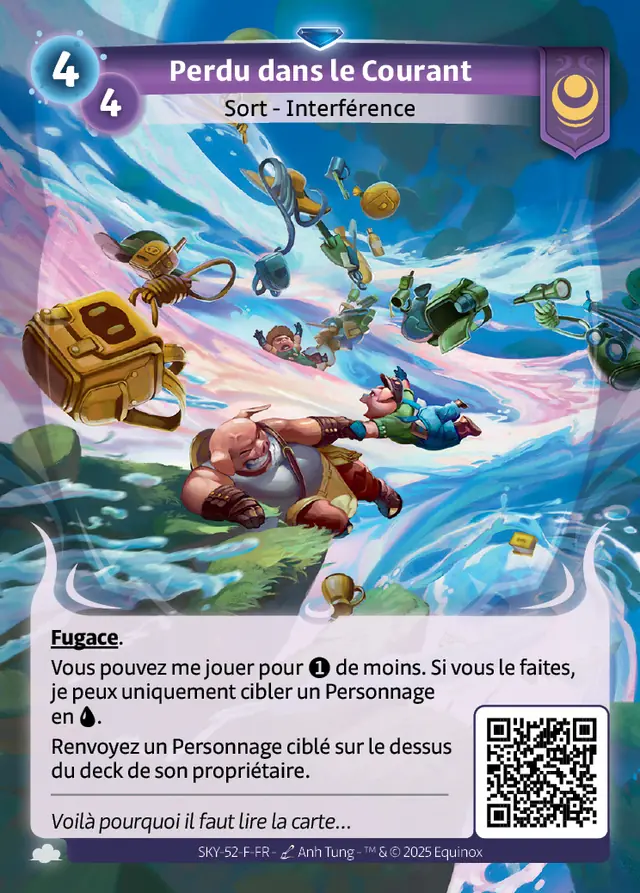 4
4
Perdu dans le Courant
Sort - Interférence
Fugace.
Vous pouvez me jouer pour 1 de moins. Si vous le faites,
je peux uniquement cibler un Personnage
en .
Renvoyez un Personnage ciblé sur le dessus
du deck de son propriétaire.
Voilà pourquoi il faut lire la carte...
SKY-52-F-FR - Anh Tung - ™ & © 2025 Equinox